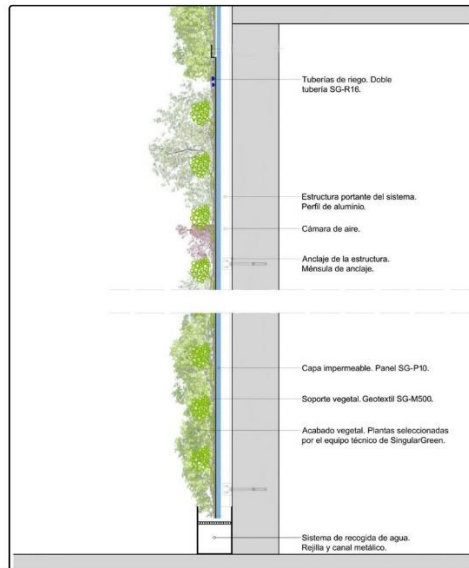 Tuberías de riego. Doble
tubería SG-R16.
Estructura portante del sistema.
Perfil de aluminio.
Cámara de aire.
Anclaje de la estructura.
Ménsula de anclaje.
Capa impermeable. Panel SG-P10.
Soporte vegetal. Geotextil SG-M500.
Acabado vegetal. Plantas seleccionadas
por el equipo técnico de SingularGreen.
Sistema de recogida de agua.
Rejilla y canal metálico.